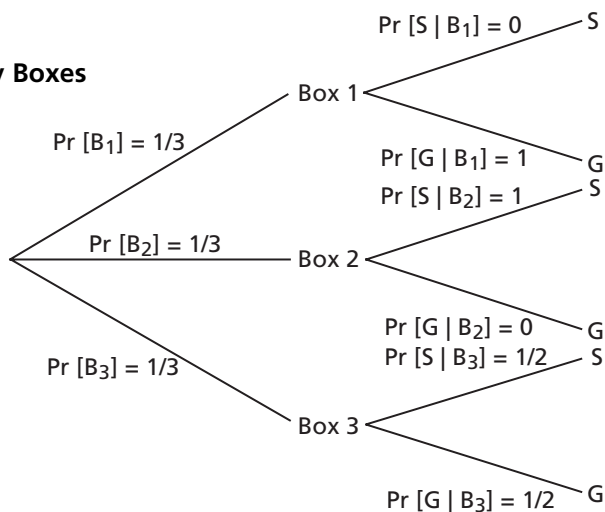 Pr [S | B₁] = 0
S
Boxes
Box 1
Pr [B₁] = 1/3
Pr [G | B₁] = 1
G
Pr [S | B₂] = 1
S
Pr [B₂] = 1/3
Box 2
Pr [G | B₂] = 0
G
Pr [S | B₃] = 1/2
S
Pr [B₃] = 1/3
Box 3
Pr [G | B₃] = 1/2
G